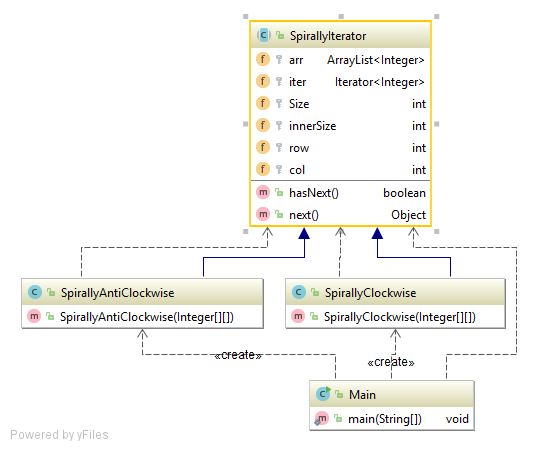 SpirallyIterator
arr ArrayList<Integer>
iter Iterator<Integer>
Size int
innerSize int
row int
col int
hasNext() boolean
next() Object
SpirallyAntiClockwise
SpirallyAntiClockwise(Integer[][])
SpirallyClockwise
SpirallyClockwise(Integer[][])
«create»
«create»
Main
main(String[]) void
Powered by yFiles